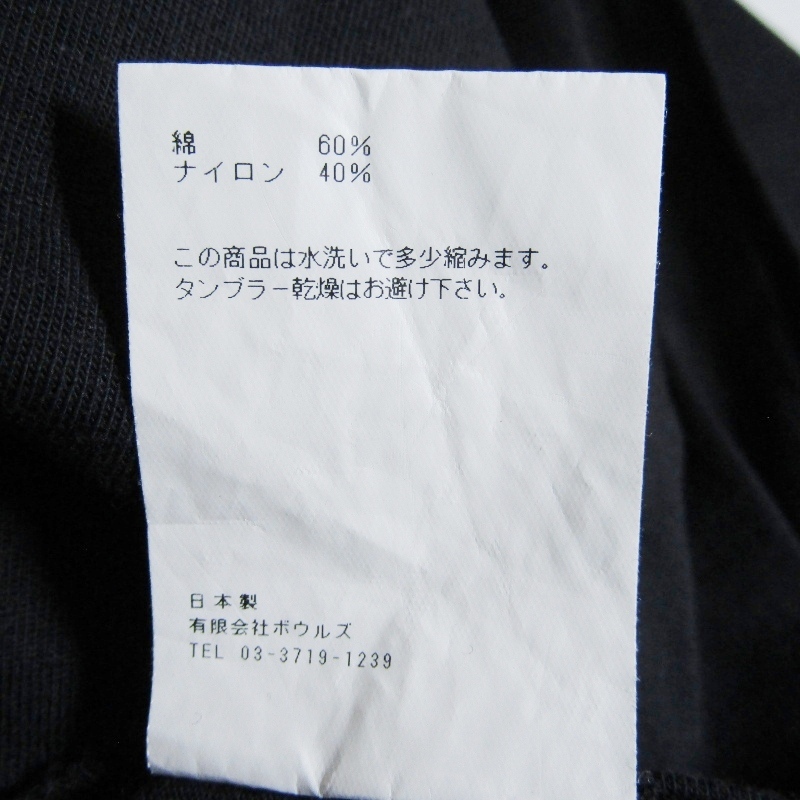 綿 60%
ナイロン 40%
この商品は水洗いで多少縮みます。
タンブラー乾燥はお避け下さい。
日本製
有限会社ボウルズ
TEL 03-3719-1239